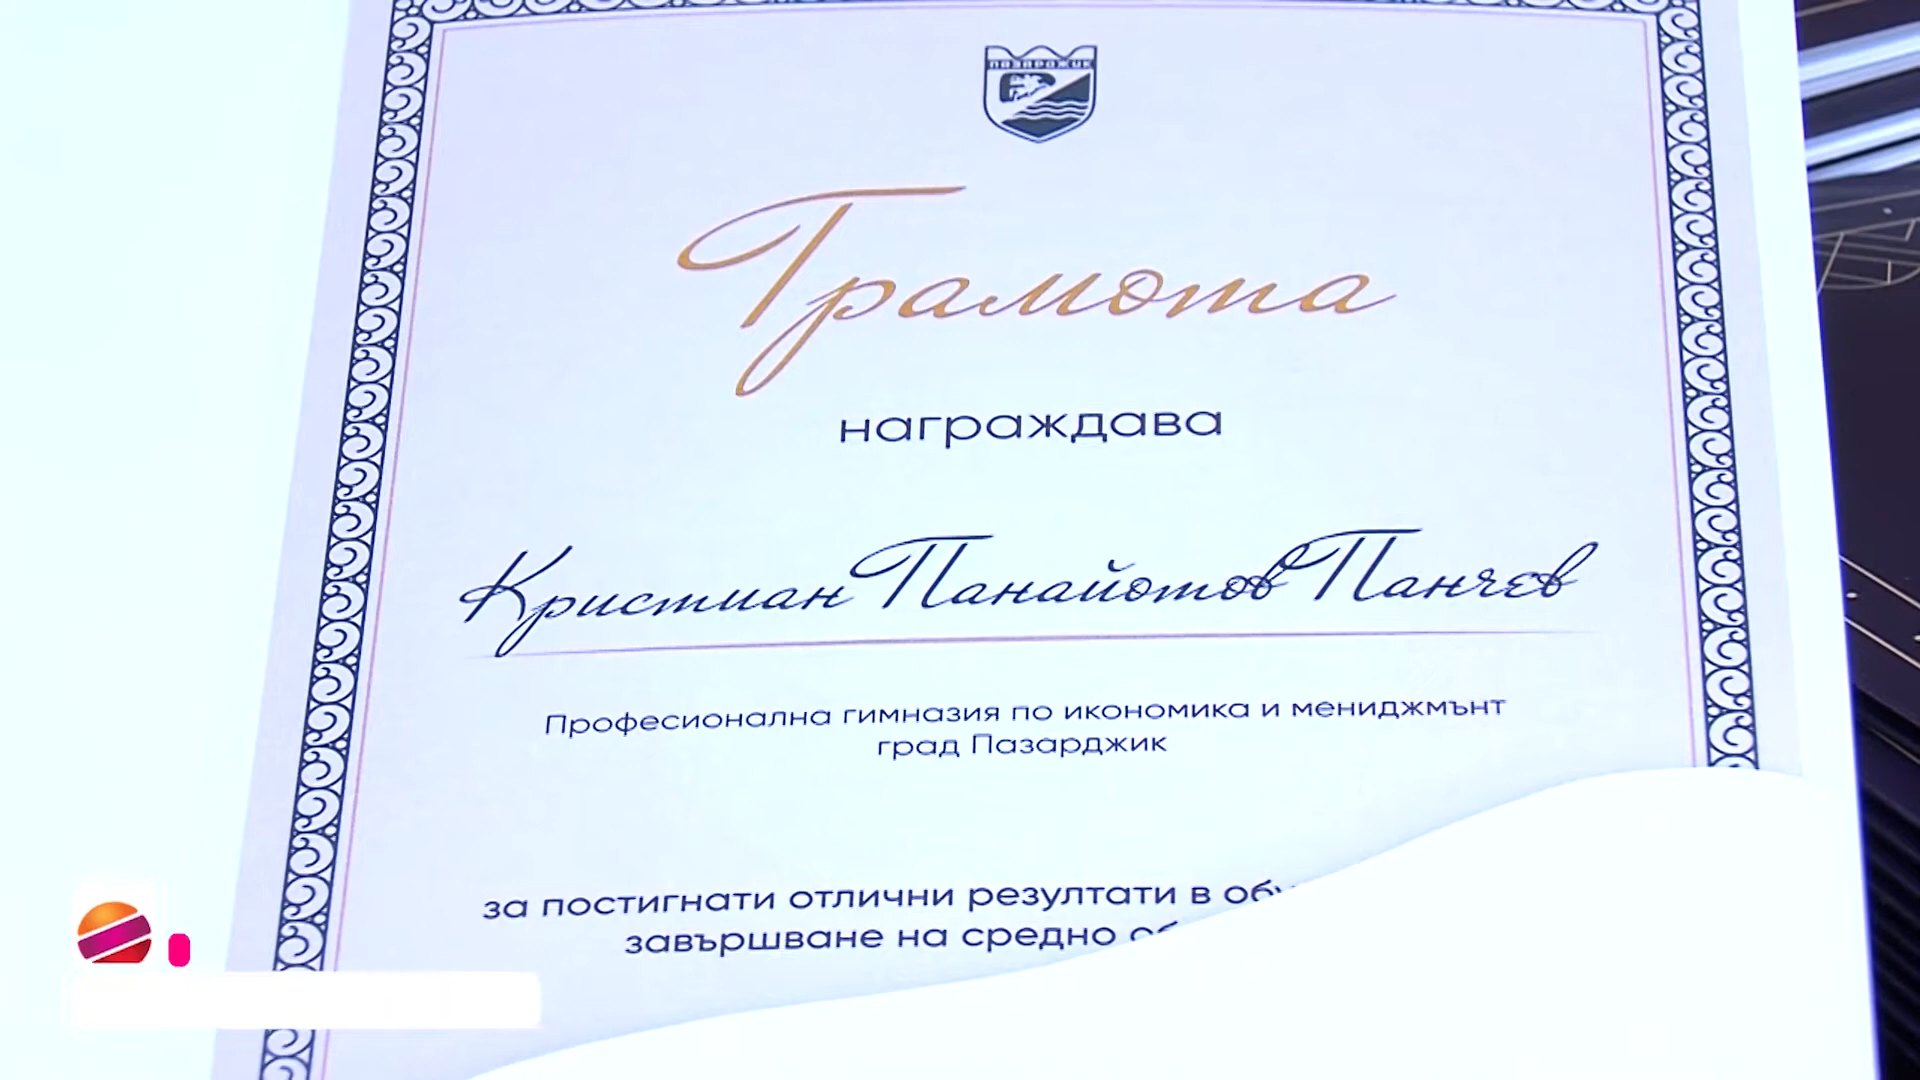 ПАЗАРДЖИК
Грамота
награждава
Кристиан Панайотов Панчев
Професионална гимназия по икономика и мениджмънт
град Пазарджик
за постигнати отлични резултати в
завършване на средно